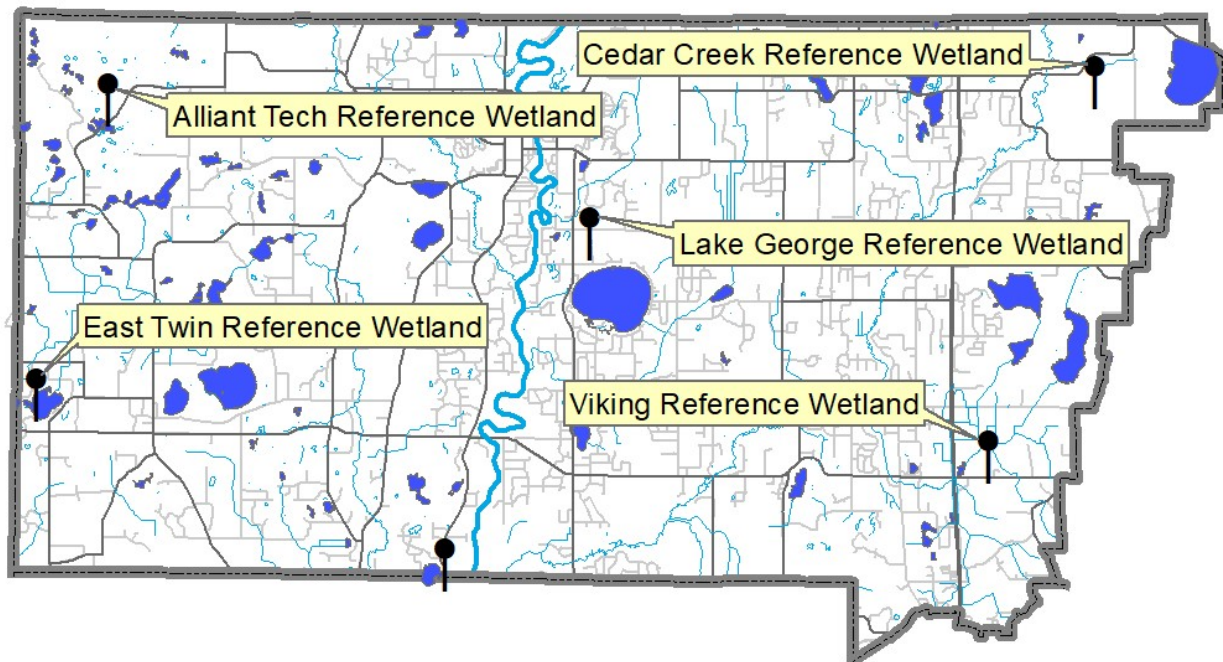 Cedar Creek Reference Wetland
Alliant Tech Reference Wetland
Lake George Reference Wetland
East Twin Reference Wetland
Viking Reference Wetland